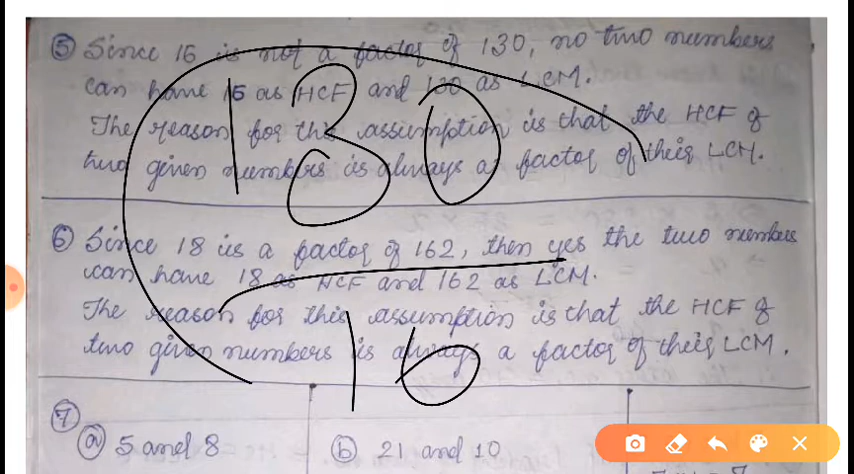 ⑤ Since 16 is not a factor of 130, no two numbers
can have 16 as HCF and 130 as LCM.
The reason for this assumption is that the HCF of
two given numbers is always a factor of their LCM.
130
⑥ Since 18 is a factor of 162, then yes the two numbers
can have 18 as HCF and 162 as LCM.
The reason for this assumption is that the HCF of
two given numbers is always a factor of their LCM.
16
⑦
ⓐ 5 and 8 ⓑ 21 and 10